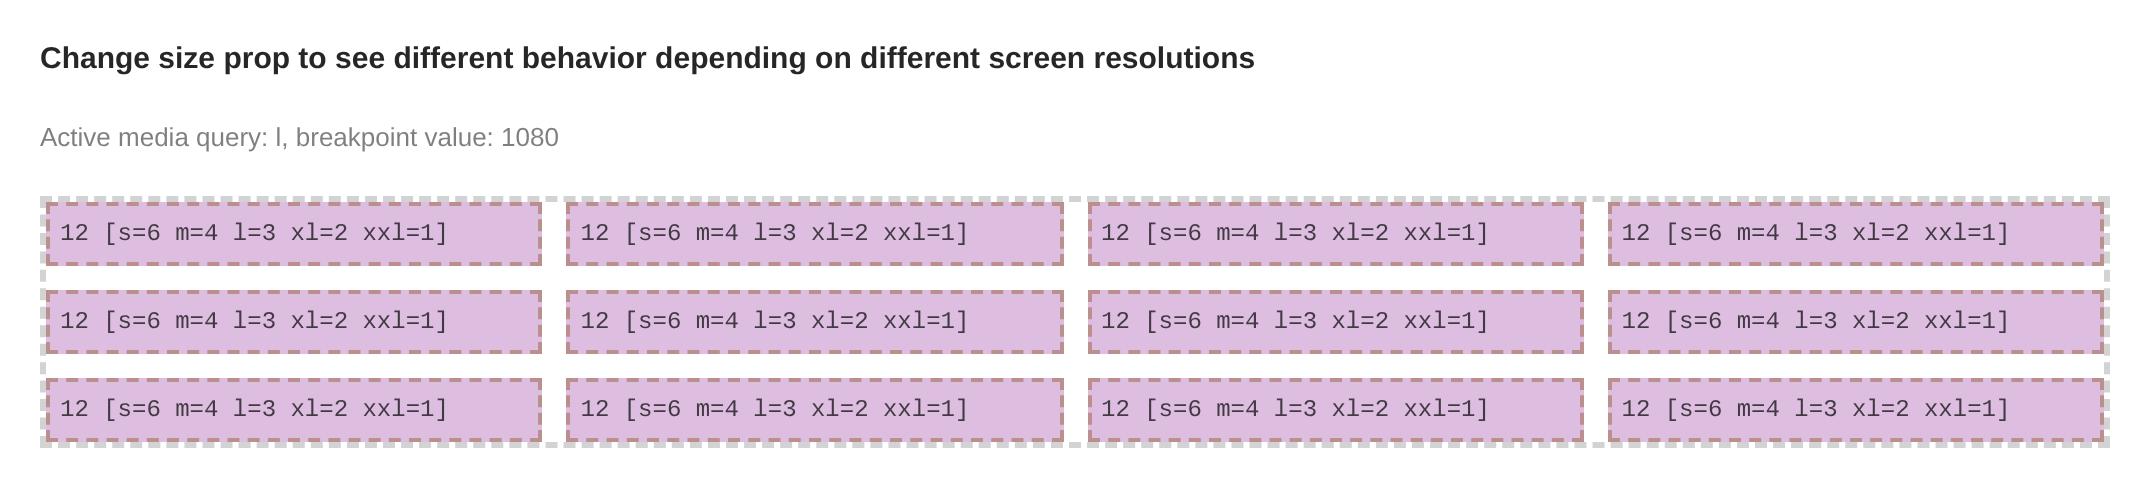 Change size prop to see different behavior depending on different screen resolutions
Active media query: l, breakpoint value: 1080
12 [s=6 m=4 l=3 xl=2 xxl=1] 12 [s=6 m=4 l=3 xl=2 xxl=1] 12 [s=6 m=4 l=3 xl=2 xxl=1] 12 [s=6 m=4 l=3 xl=2 xxl=1]
12 [s=6 m=4 l=3 xl=2 xxl=1] 12 [s=6 m=4 l=3 xl=2 xxl=1] 12 [s=6 m=4 l=3 xl=2 xxl=1] 12 [s=6 m=4 l=3 xl=2 xxl=1]
12 [s=6 m=4 l=3 xl=2 xxl=1] 12 [s=6 m=4 l=3 xl=2 xxl=1] 12 [s=6 m=4 l=3 xl=2 xxl=1] 12 [s=6 m=4 l=3 xl=2 xxl=1]